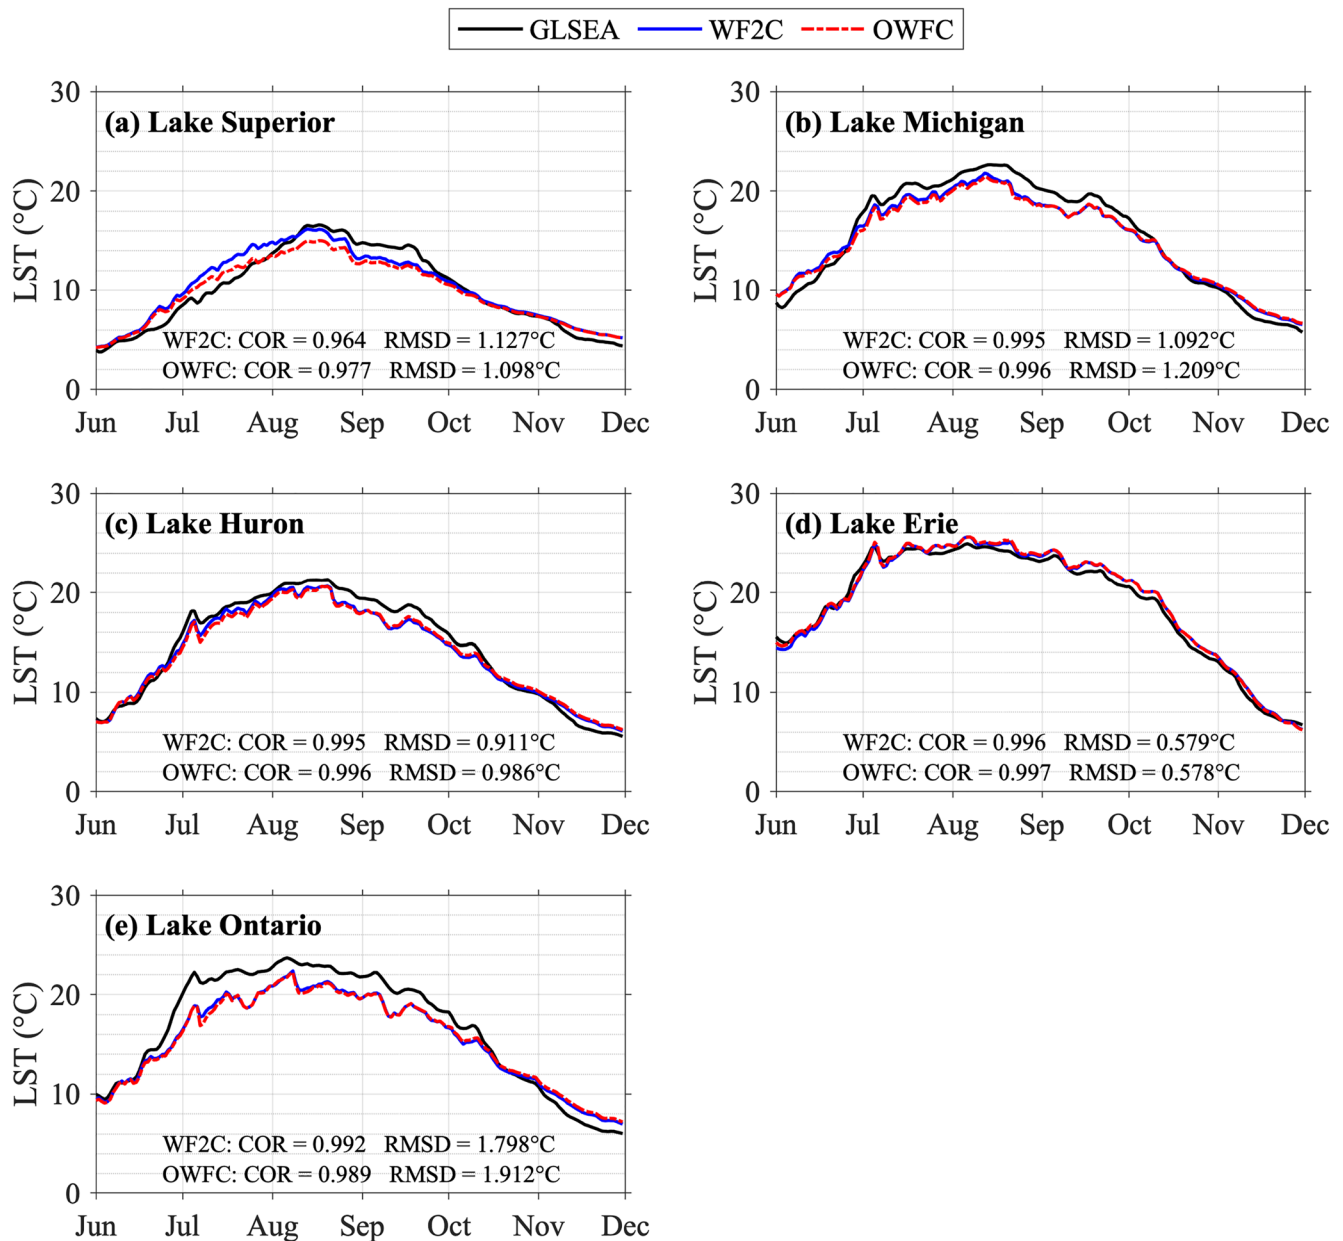 GLSEA WF2C OWFC
(a) Lake Superior
LST (°C)
30
20
10
0
WF2C: COR = 0.964 RMSD = 1.127°C
OWFC: COR = 0.977 RMSD = 1.098°C
Jun Jul Aug Sep Oct Nov Dec
(b) Lake Michigan
LST (°C)
30
20
10
0
WF2C: COR = 0.995 RMSD = 1.092°C
OWFC: COR = 0.996 RMSD = 1.209°C
Jun Jul Aug Sep Oct Nov Dec
(c) Lake Huron
LST (°C)
30
20
10
0
WF2C: COR = 0.995 RMSD = 0.911°C
OWFC: COR = 0.996 RMSD = 0.986°C
Jun Jul Aug Sep Oct Nov Dec
(d) Lake Erie
LST (°C)
30
20
10
0
WF2C: COR = 0.996 RMSD = 0.579°C
OWFC: COR = 0.997 RMSD = 0.578°C
Jun Jul Aug Sep Oct Nov Dec
(e) Lake Ontario
LST (°C)
30
20
10
0
WF2C: COR = 0.992 RMSD = 1.798°C
OWFC: COR = 0.989 RMSD = 1.912°C
Jun Jul Aug Sep Oct Nov Dec